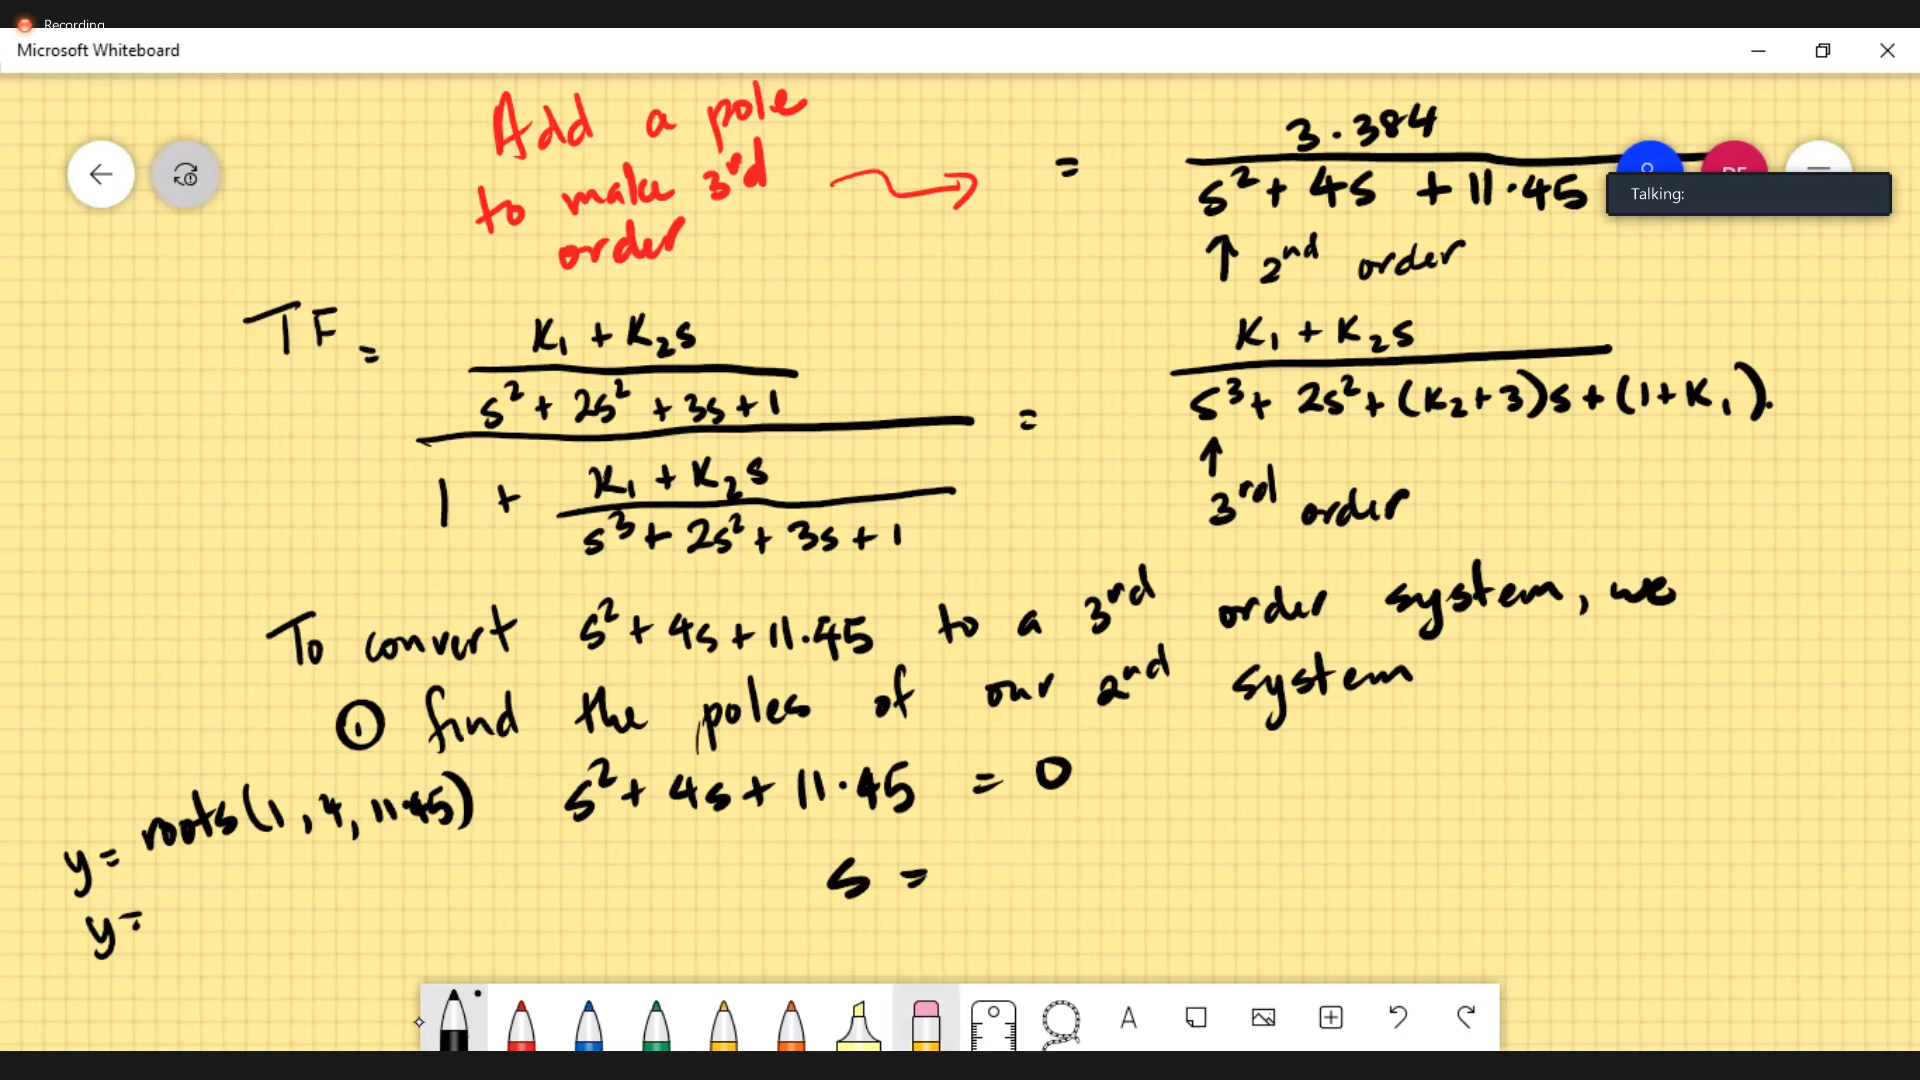 Recording
Microsoft Whiteboard
Add a pole
to make 3rd
order
= 3.384
s² + 4s + 11.45
Talking:
↑ 2nd order
TF = K₁ + K₂s
s² + 2s² + 3s + 1
1 + K₁ + K₂s
s³ + 2s² + 3s + 1
= K₁ + K₂s
s³ + 2s² + (K₂ + 3)s + (1 + K₁).
↑
3rd order
To convert s² + 4s + 11.45 to a 3rd order system, we
① find the poles of our 2nd system
y = roots(1, 4, 11.45)
s² + 4s + 11.45 = 0
s =
y =